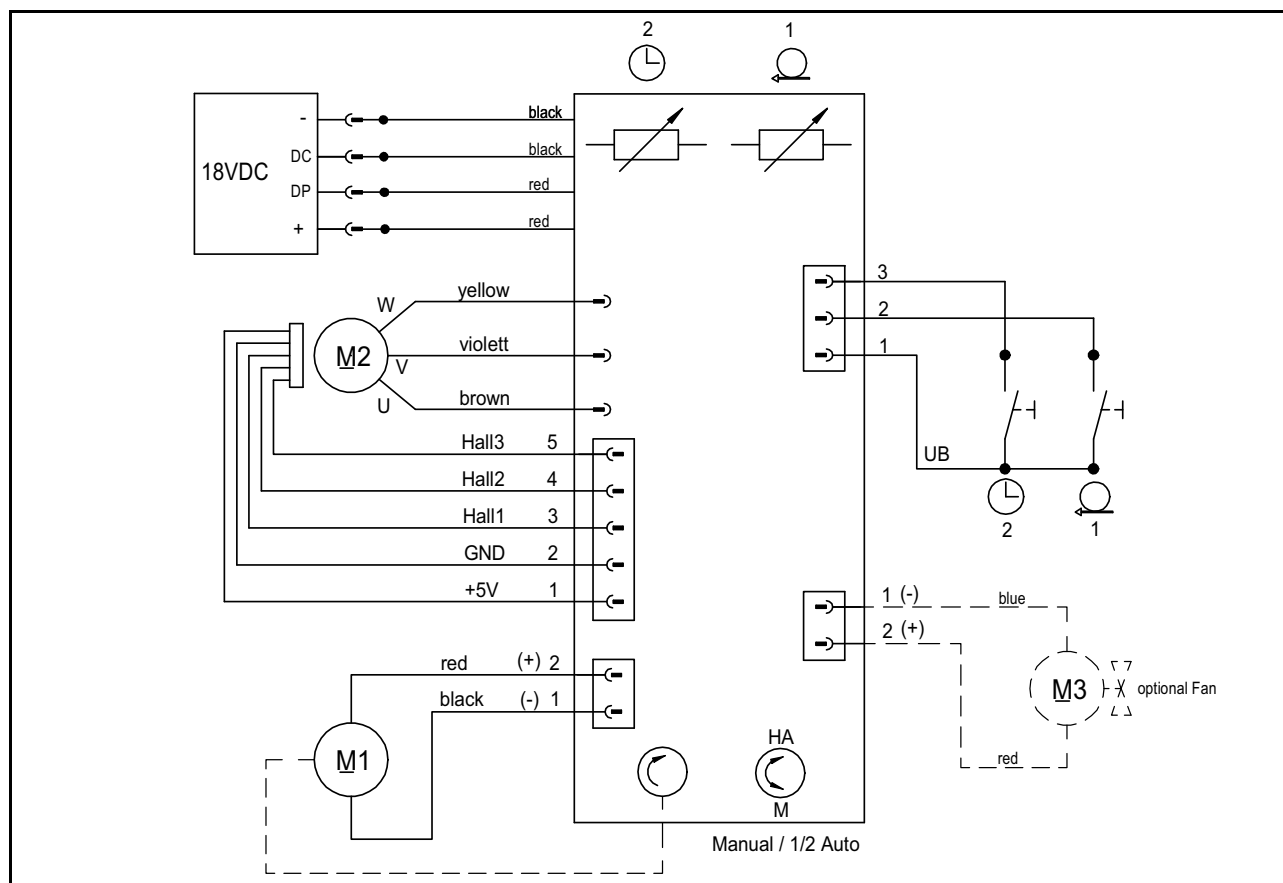 2 1
- black
DC black
18VDC
DP red
+ red
3
W yellow
2
violett
M2
V
1
brown
U
Hall3 5
UB
Hall2 4
2 1
Hall1 3
GND 2
+5V 1
1 (-) blue
2 (+)
red (+) 2
M3 optional Fan
black (-) 1
HA
M1
red
M
Manual / 1/2 Auto